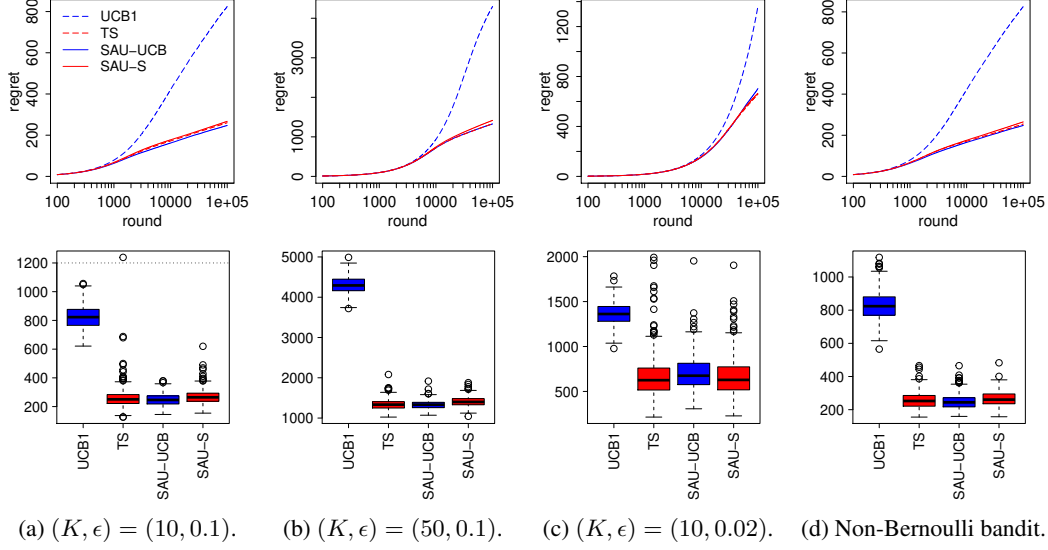 800
600
400
200
0
regret
UCB1
TS
SAU−UCB
SAU−S
100 1000 10000 1e+05
round
3000
1000
0
regret
100 1000 10000 1e+05
round
1200
800
400
0
regret
100 1000 10000 1e+05
round
800
600
400
200
0
regret
100 1000 10000 1e+05
round
1200
1000
800
600
400
200
UCB1
TS
SAU−UCB
SAU−S
5000
4000
3000
2000
1000
UCB1
TS
SAU−UCB
SAU−S
2000
1500
1000
500
UCB1
TS
SAU−UCB
SAU−S
1000
800
600
400
200
UCB1
TS
SAU−UCB
SAU−S
(a) (K, ϵ) = (10, 0.1).
(b) (K, ϵ) = (50, 0.1).
(c) (K, ϵ) = (10, 0.02).
(d) Non-Bernoulli bandit.